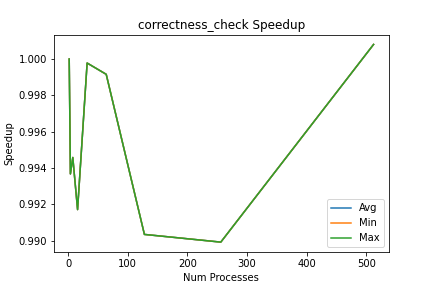 correctness_check Speedup
1.000
0.998
0.996
0.994
0.992
0.990
Speedup
0
100
200
300
400
500
Num Processes
Avg
Min
Max